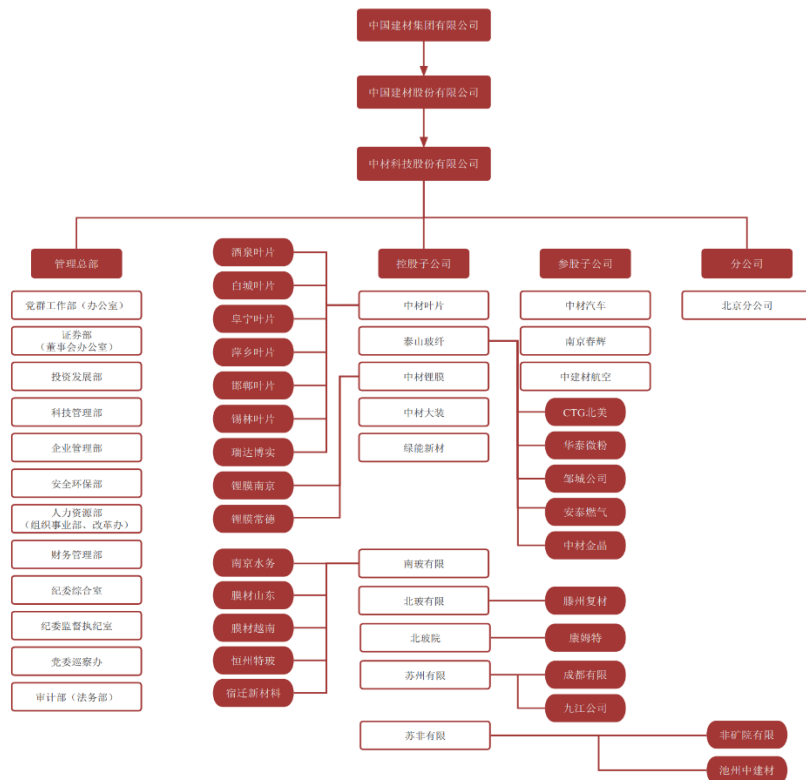 中国建材集团有限公司
中国建材股份有限公司
中材科技股份有限公司
管理总部
党群工作部（办公室）
证券部
（董事会办公室）
投资发展部
科技管理部
企业管理部
安全环保部
人力资源部
（组织事业部、改革办）
财务管理部
纪委综合室
纪委监督执纪室
党委巡察办
审计部（法务部）
酒泉叶片
白城叶片
阜宁叶片
萍乡叶片
邯郸叶片
锡林叶片
瑞达博实
锂膜南京
锂膜常德
南京水务
膜材山东
膜材越南
恒州特玻
宿迁新材料
控股子公司
中材叶片
泰山玻纤
中材锂膜
中材大装
绿能新材
南玻有限
北玻有限
北玻院
苏州有限
苏非有限
参股子公司
中材汽车
南京春辉
中建材航空
CTG北美
华泰微粉
邹城公司
安泰燃气
中材金晶
滕州复材
康姆特
成都有限
九江公司
分公司
北京分公司
非矿院有限
池州中建材